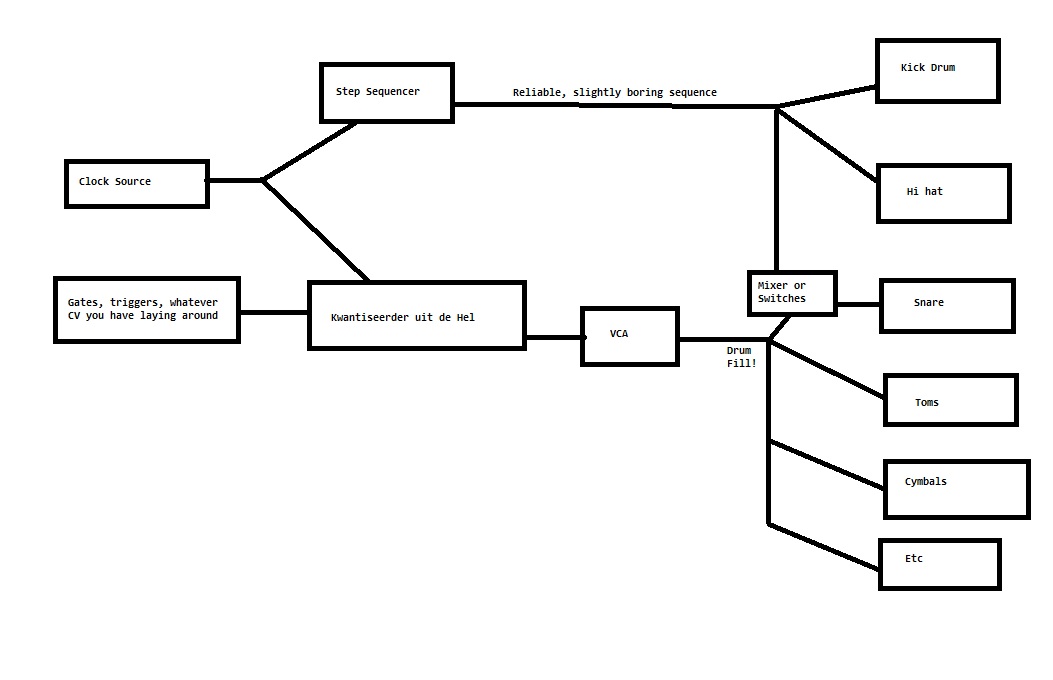 Kick Drum
Step Sequencer
Reliable, slightly boring sequence
Clock Source
Hi hat
Gates, triggers, whatever
CV you have laying around
Kwantiseerder uit de Hel
VCA
Mixer or
Switches
Snare
Drum
Fill!
Toms
Cymbals
Etc